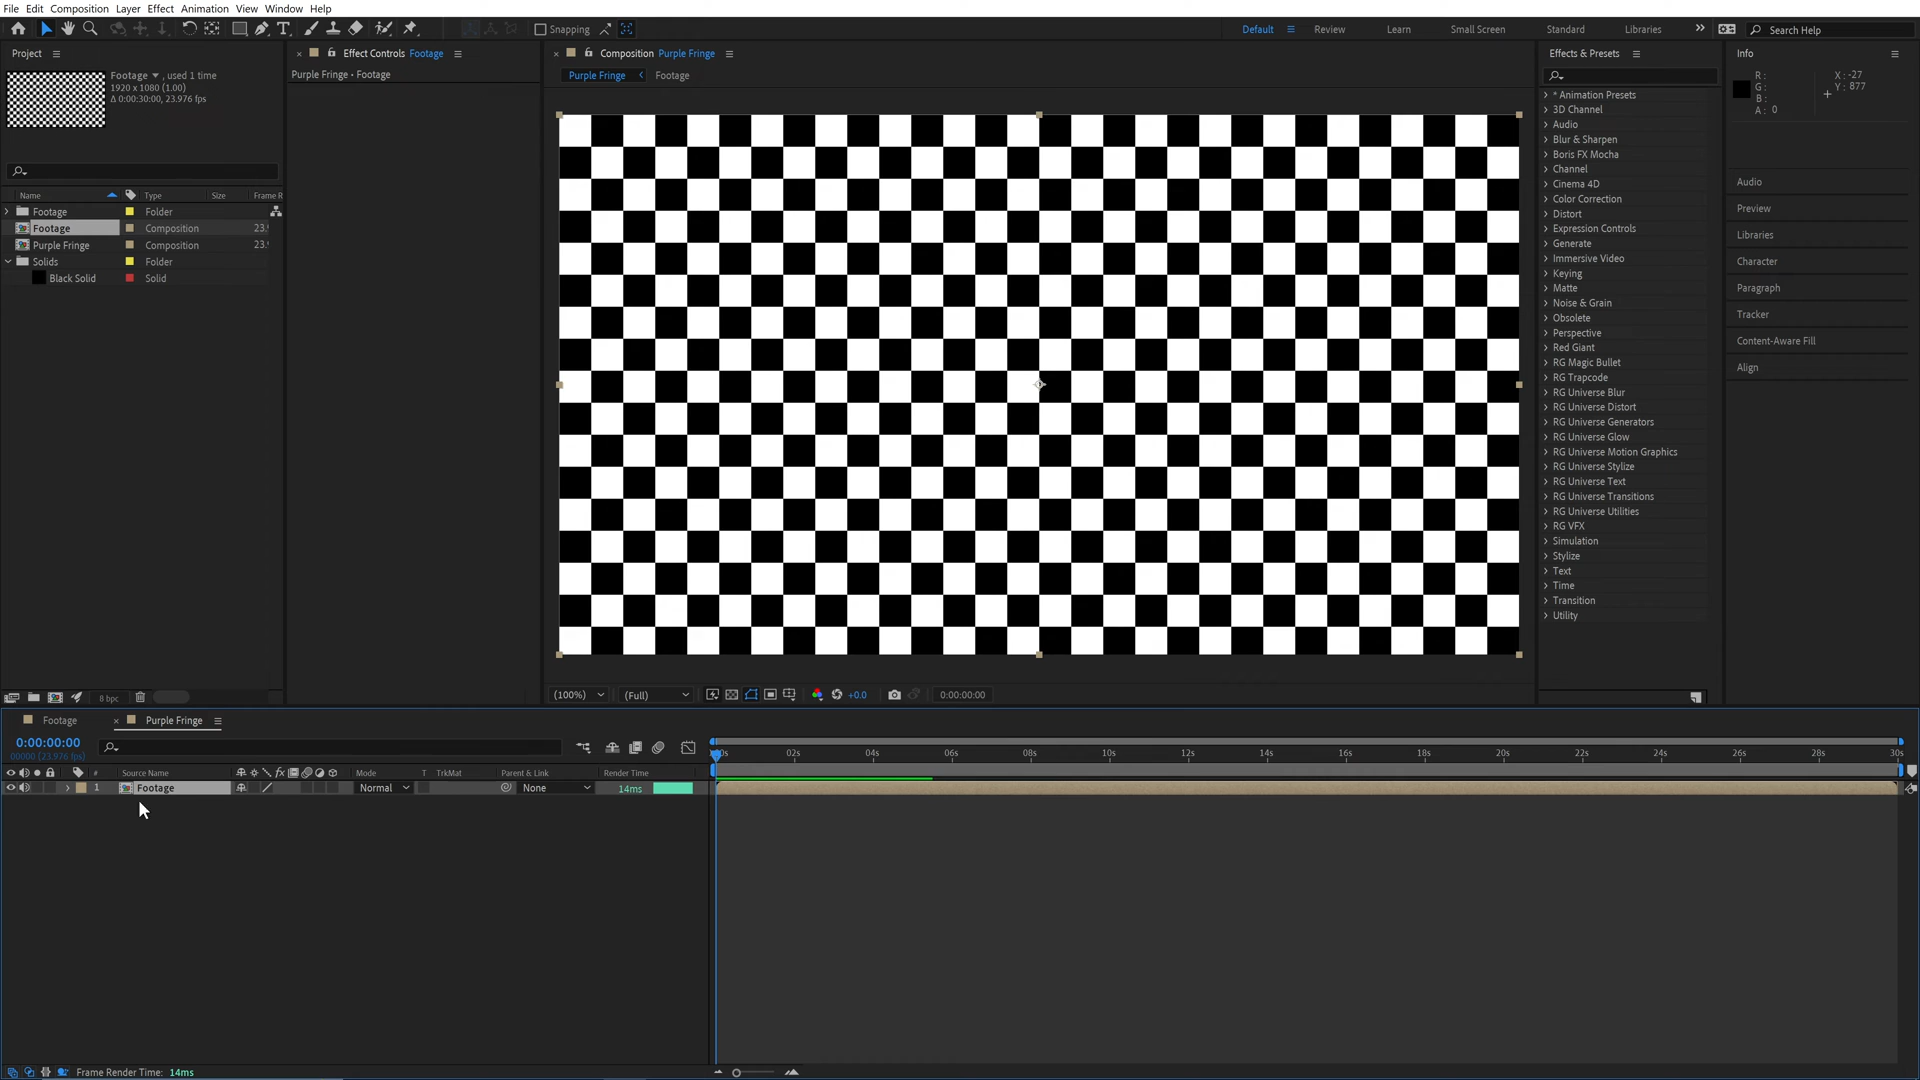 File Edit Composition Layer Effect Animation View Window Help
Snapping
Default Review Learn Small Screen Standard Libraries Search Help
Project
Footage , used 1 time
1920 x 1080 (1.00)
Δ 0:00:30:00, 23.976 fps
Name Type Size Frame R
Footage Folder
Footage Composition 23.
Purple Fringe Composition 23.
Solids Folder
Black Solid Solid
8 bpc
Effect Controls Footage
Purple Fringe • Footage
Composition Purple Fringe
Purple Fringe Footage
(100%) (Full) +0.0 0:00:00:00
Effects & Presets
* Animation Presets
3D Channel
Audio
Blur & Sharpen
Boris FX Mocha
Channel
Cinema 4D
Color Correction
Distort
Expression Controls
Generate
Immersive Video
Keying
Matte
Noise & Grain
Obsolete
Perspective
Red Giant
RG Magic Bullet
RG Trapcode
RG Universe Blur
RG Universe Distort
RG Universe Generators
RG Universe Glow
RG Universe Motion Graphics
RG Universe Stylize
RG Universe Text
RG Universe Transitions
RG Universe Utilities
RG VFX
Simulation
Stylize
Text
Time
Transition
Utility
Info
R :
G :
B :
A : 0
X : -27
Y : 877
Audio
Preview
Libraries
Character
Paragraph
Tracker
Content-Aware Fill
Align
Footage Purple Fringe
0:00:00:00
00000 (23.976 fps)
# Source Name fx Mode T TrkMat Parent & Link Render Time
1 Footage Normal None 14ms
00s 02s 04s 06s 08s 10s 12s 14s 16s 18s 20s 22s 24s 26s 28s 30s
Frame Render Time: 14ms